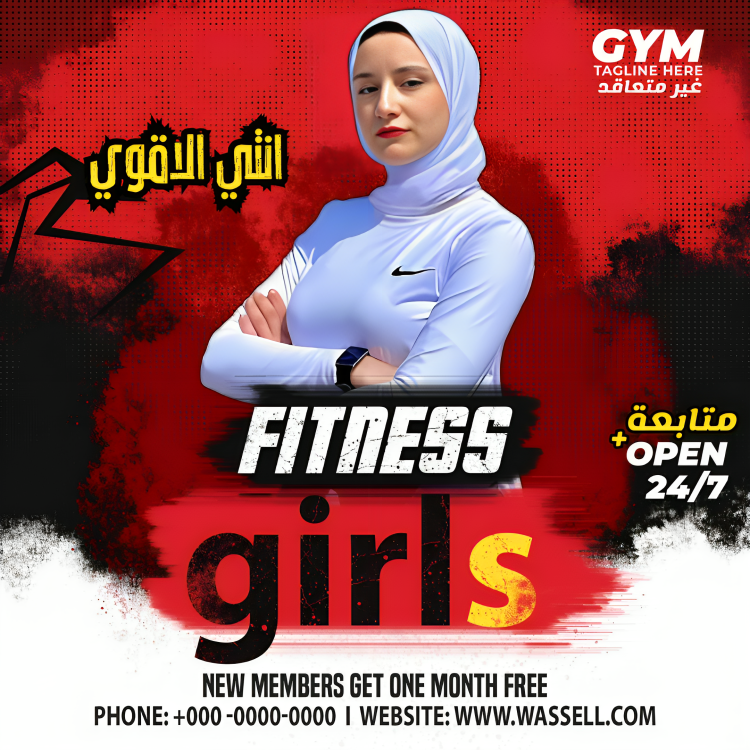 GYM
TAGLINE HERE
غير متعاقد
انتي الاقوي
FITNESS
girls
متابعة
+OPEN
24/7
NEW MEMBERS GET ONE MONTH FREE
PHONE: +000 -0000-0000 I WEBSITE: WWW.WASSELL.COM